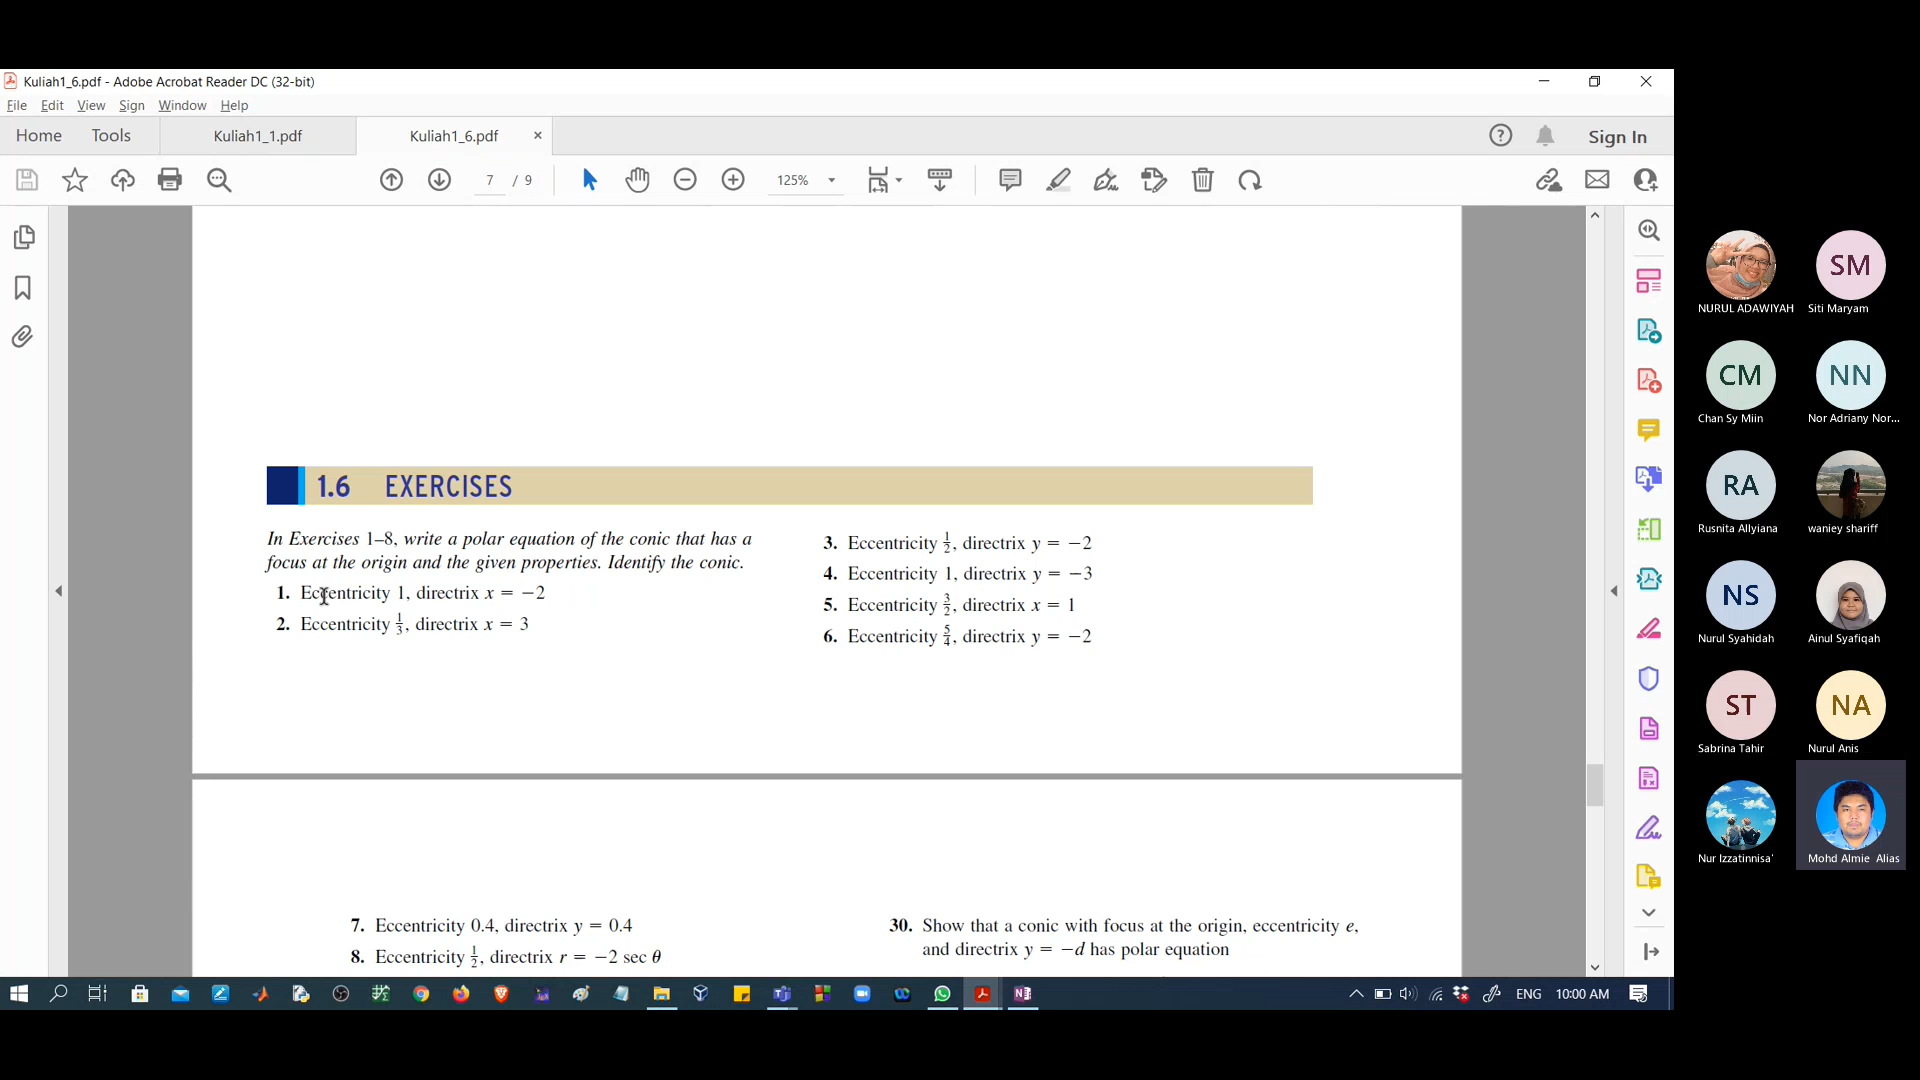 Kuliah1_6.pdf - Adobe Acrobat Reader DC (32-bit)
File Edit View Sign Window Help
Home Tools Kuliah1_1.pdf Kuliah1_6.pdf × Sign In
7 / 9 125%
1.6 EXERCISES
In Exercises 1–8, write a polar equation of the conic that has a
focus at the origin and the given properties. Identify the conic.
1. Eccentricity 1, directrix x = −2
2. Eccentricity 1/3, directrix x = 3
3. Eccentricity 1/2, directrix y = −2
4. Eccentricity 1, directrix y = −3
5. Eccentricity 3/2, directrix x = 1
6. Eccentricity 5/4, directrix y = −2
7. Eccentricity 0.4, directrix y = 0.4
8. Eccentricity 1/2, directrix r = −2 sec θ
30. Show that a conic with focus at the origin, eccentricity e,
and directrix y = −d has polar equation
NURUL ADAWIYAH
SM
Siti Maryam
CM
Chan Sy Miin
NN
Nor Adriany Nor...
RA
Rusnita Allyiana
waniey shariff
NS
Nurul Syahidah
Ainul Syafiqah
ST
Sabrina Tahir
NA
Nurul Anis
Nur Izzatinnisa'
Mohd Almie Alias
ENG 10:00 AM